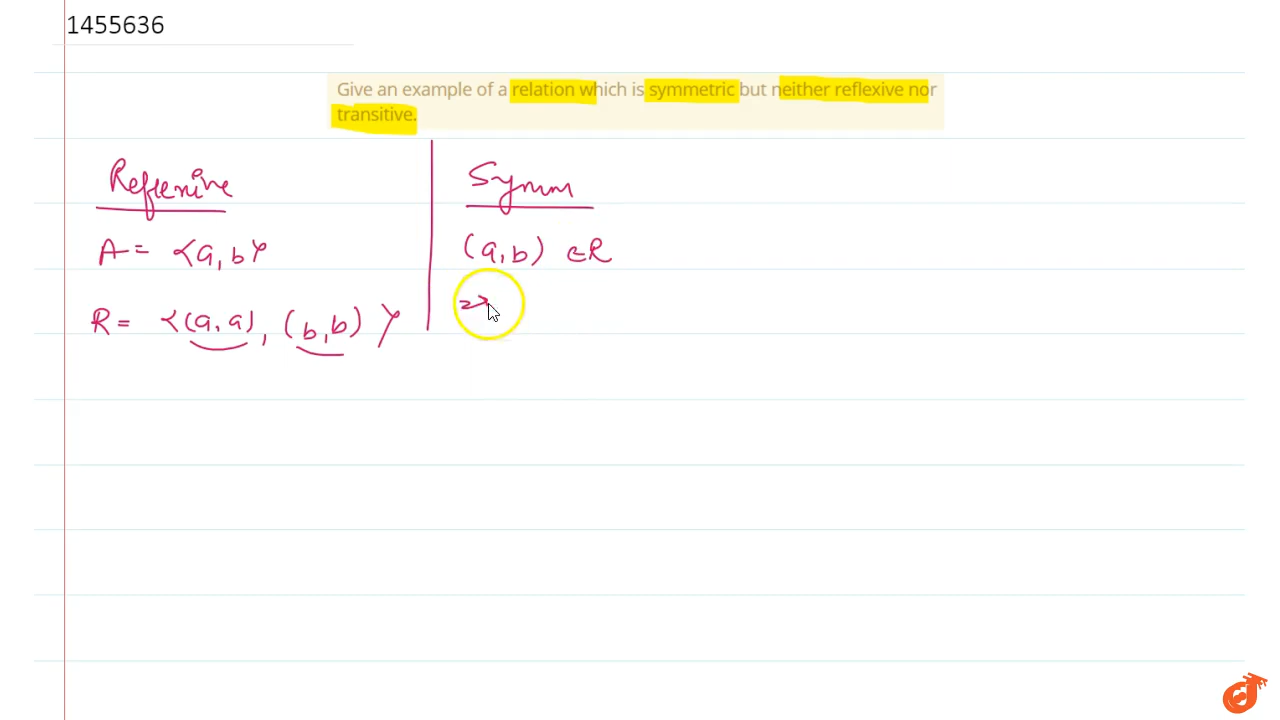 1455636
Give an example of a relation which is symmetric but neither reflexive nor
transitive.
Reflexive
A = {a, b}
R = {(a, a), (b, b) }
Symm
(a, b) ∈R
⇒